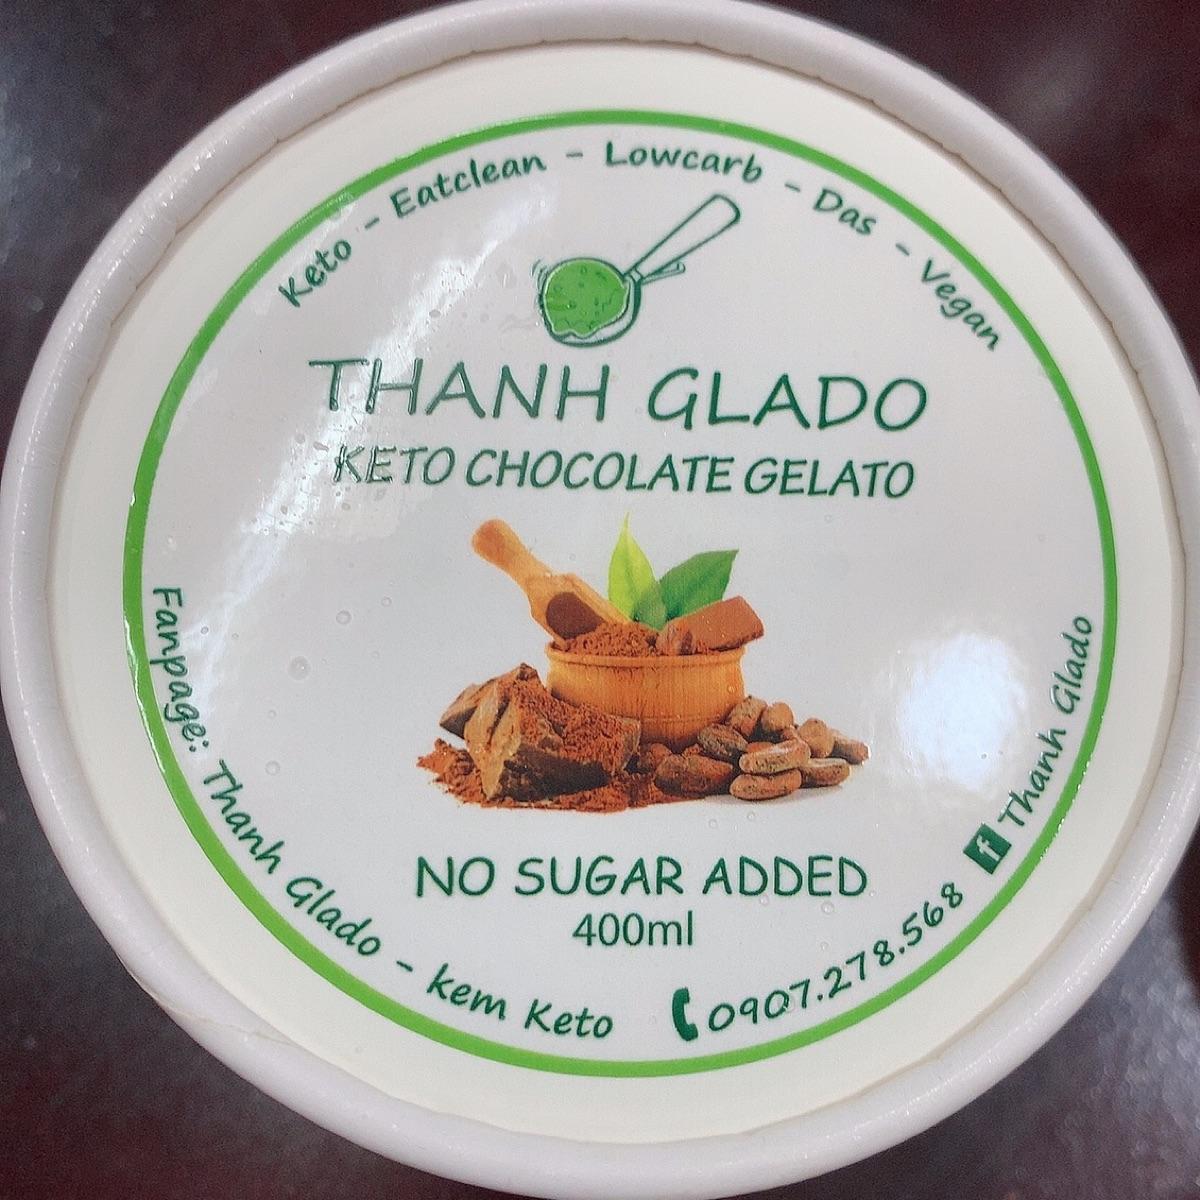 Keto - Eatclean - Lowcarb - Das - Vegan
THANH GLADO
KETO CHOCOLATE GELATO
NO SUGAR ADDED
400ml
Fanpage: Thanh Glado - kem Keto
0907.278.568
f Thanh Glado